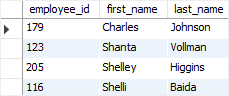 employee_id first_name last_name
179 Charles Johnson
123 Shanta Vollman
205 Shelley Higgins
116 Shelli Baida